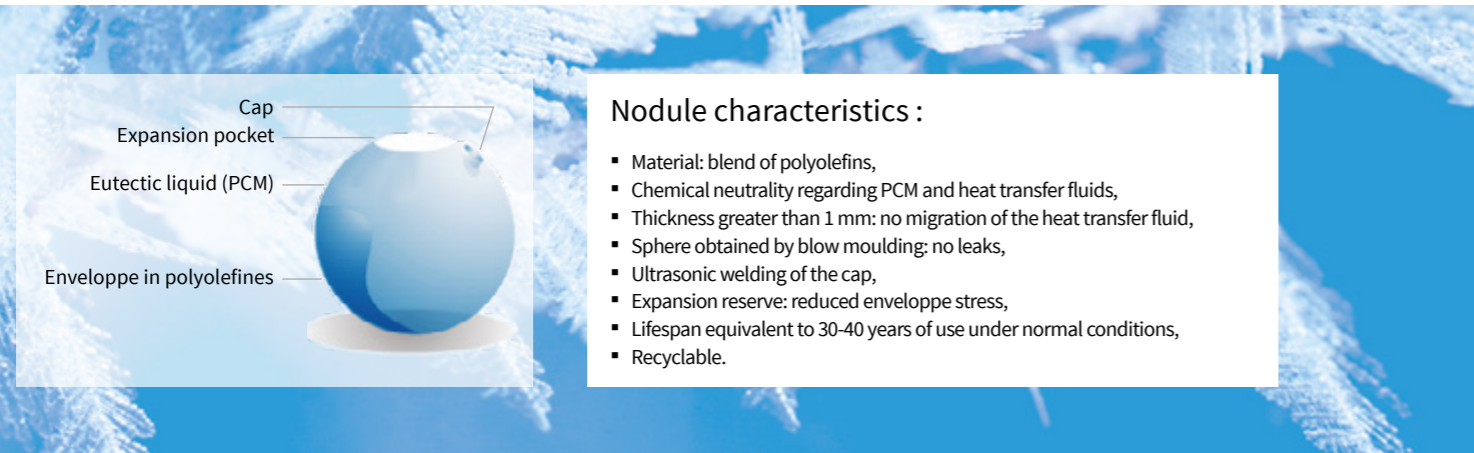 Cap
Expansion pocket
Eutectic liquid (PCM)
Enveloppe in polyolefines
Nodule characteristics :
▪ Material: blend of polyolefins,
▪ Chemical neutrality regarding PCM and heat transfer fluids,
▪ Thickness greater than 1 mm: no migration of the heat transfer fluid,
▪ Sphere obtained by blow moulding: no leaks,
▪ Ultrasonic welding of the cap,
▪ Expansion reserve: reduced enveloppe stress,
▪ Lifespan equivalent to 30-40 years of use under normal conditions,
▪ Recyclable.